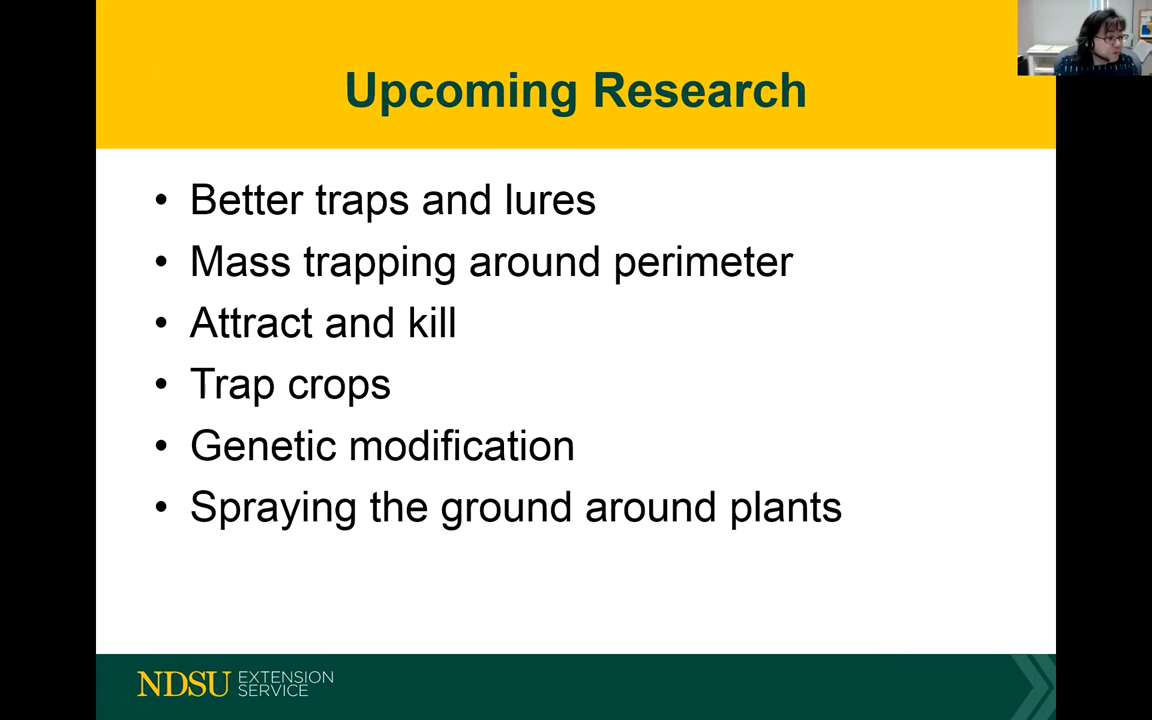 Upcoming Research
• Better traps and lures
• Mass trapping around perimeter
• Attract and kill
• Trap crops
• Genetic modification
• Spraying the ground around plants
NDSU EXTENSION
SERVICE